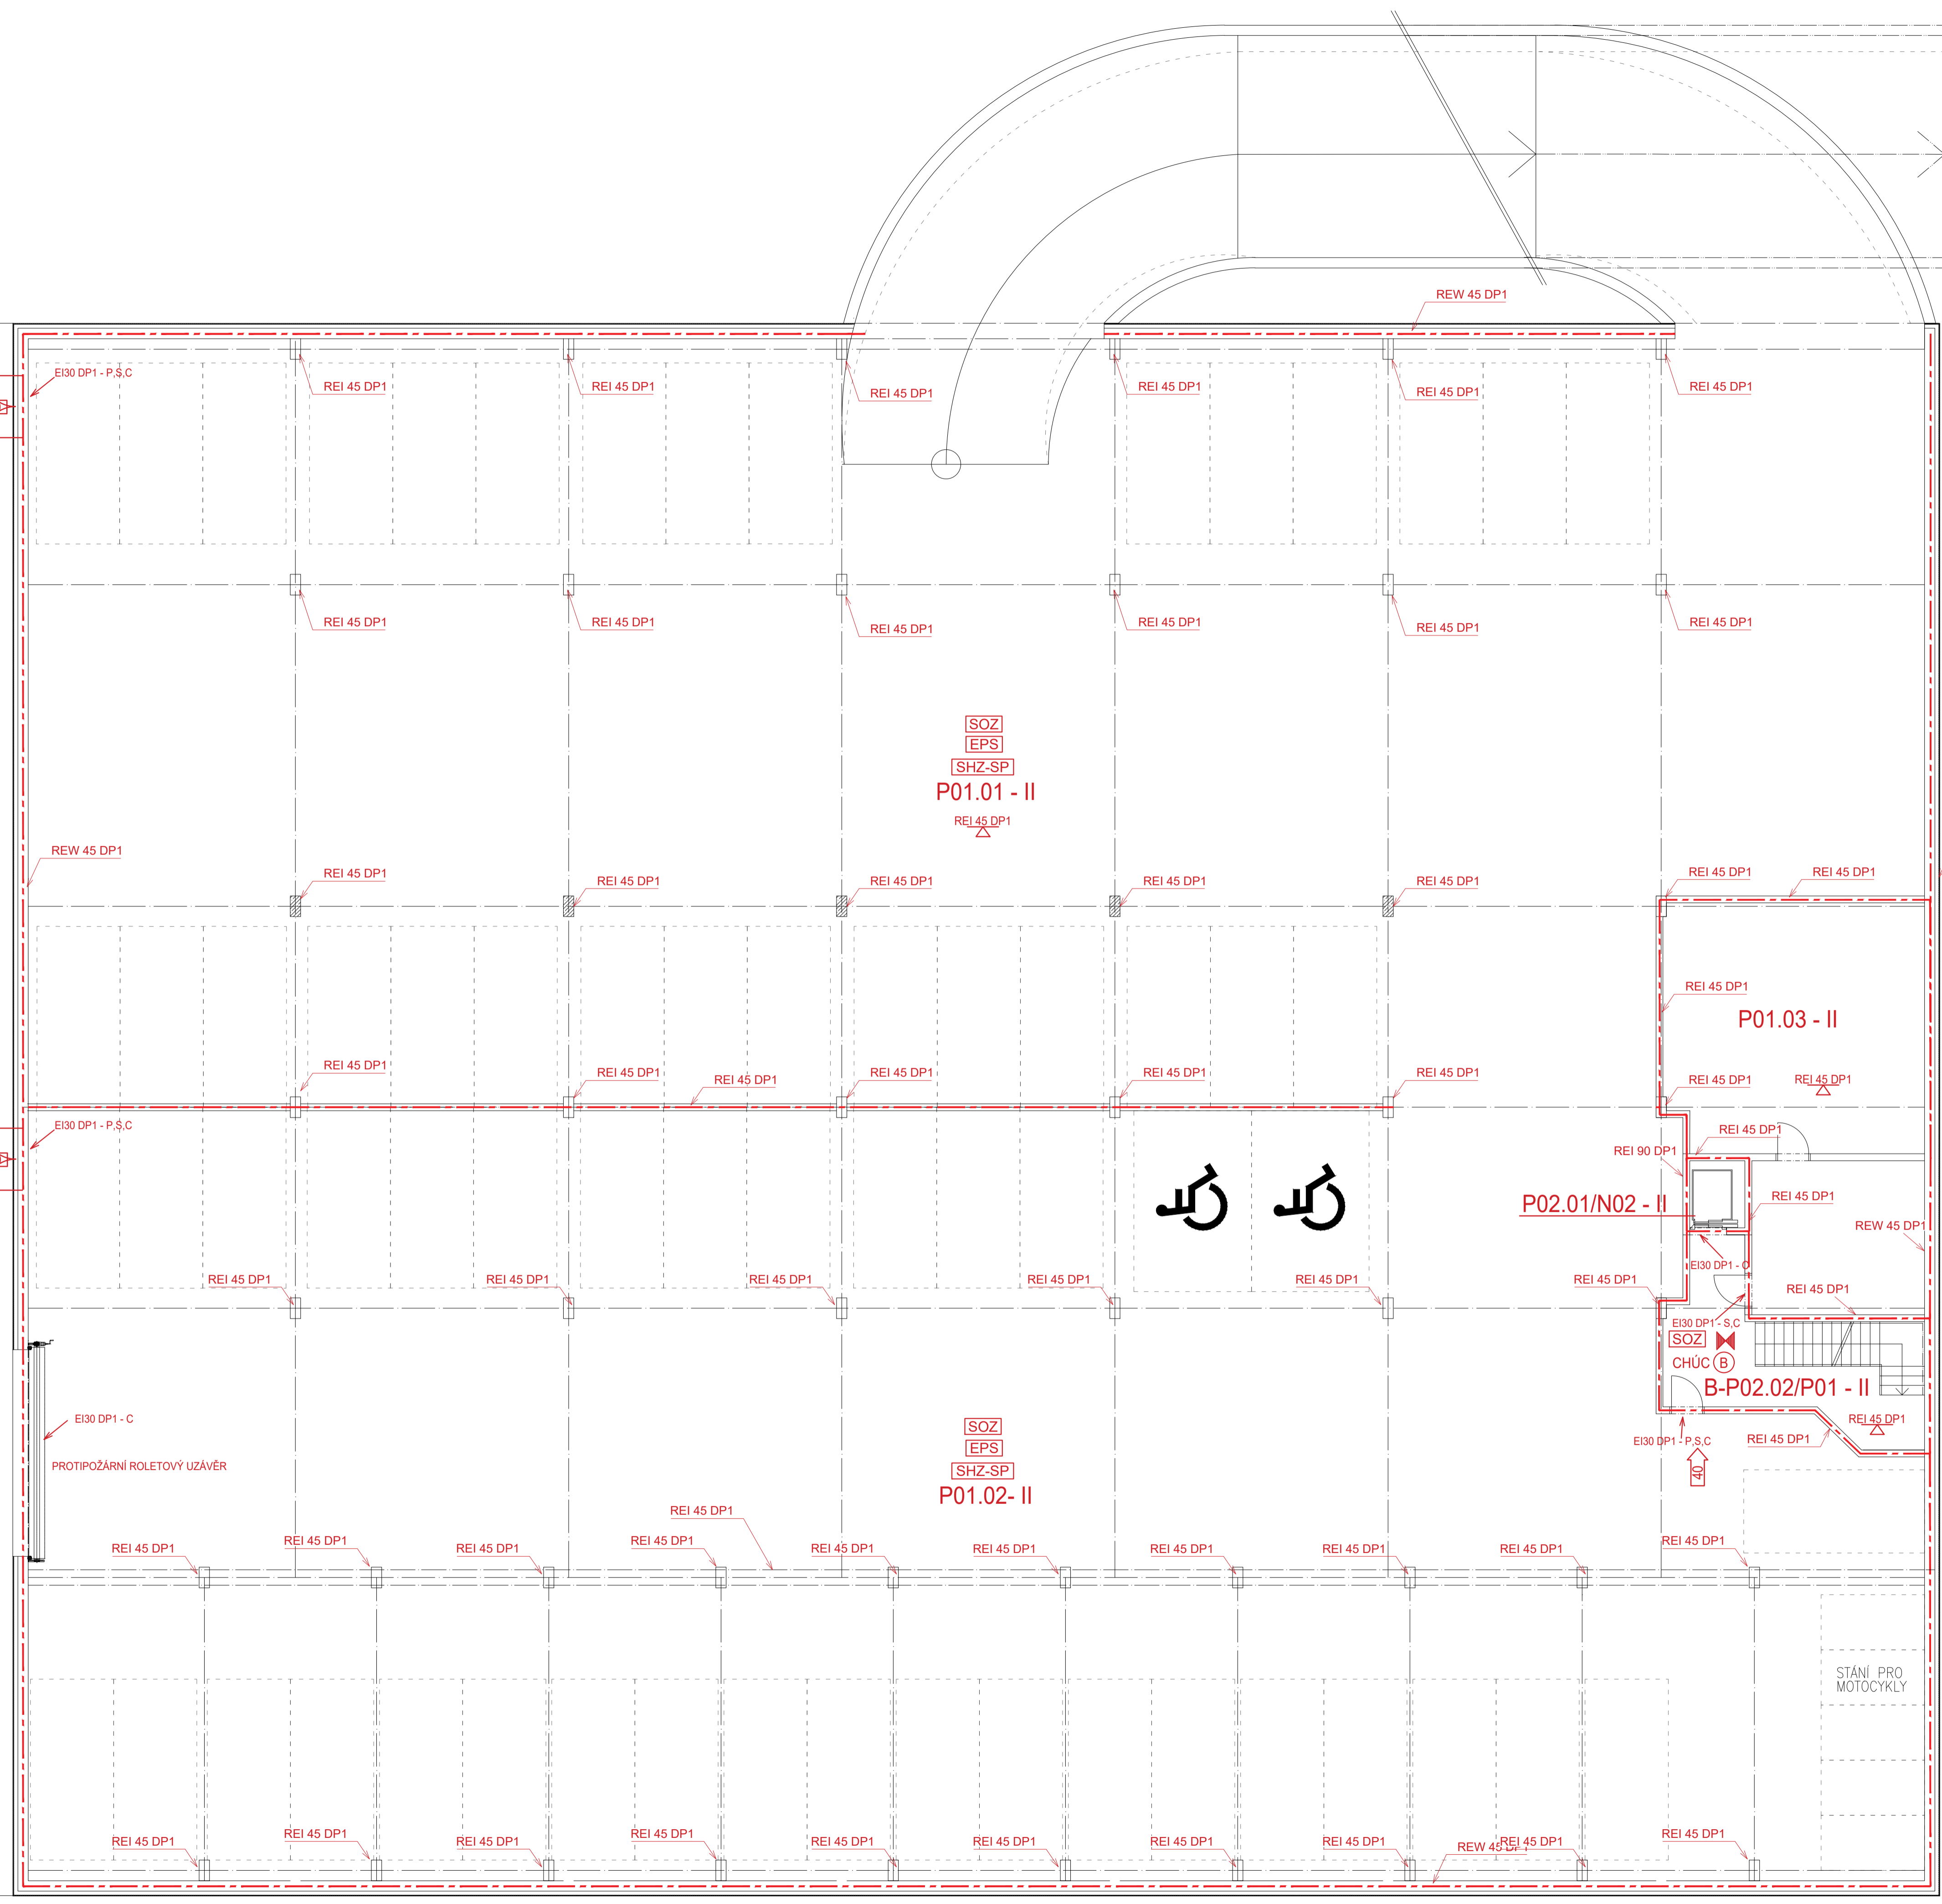 REW 45 DP1
EI30 DP1 - P,S,C
REI 45 DP1
REI 45 DP1
REI 45 DP1
REI 45 DP1
REI 45 DP1
REI 45 DP1
REI 45 DP1
REI 45 DP1
REI 45 DP1
REI 45 DP1
REI 45 DP1
REI 45 DP1
SOZ
EPS
SHZ-SP
P01.01 - II
REI 45 DP1
REW 45 DP1
REI 45 DP1
REI 45 DP1
REI 45 DP1
REI 45 DP1
REI 45 DP1
REI 45 DP1
REI 45 DP1
REI 45 DP1
P01.03 - II
REI 45 DP1
REI 45 DP1
REI 45 DP1
REI 45 DP1
REI 45 DP1
REI 45 DP1
REI 45 DP1
REI 45 DP1
EI30 DP1 - P,S,C
REI 45 DP1
REI 90 DP1
P02.01/N02 - II
REI 45 DP1
REW 45 DP1
EI30 DP1 - C
REI 45 DP1
REI 45 DP1
REI 45 DP1
REI 45 DP1
REI 45 DP1
REI 45 DP1
REI 45 DP1
EI30 DP1 - S,C
SOZ
CHÚC B
B-P02.02/P01 - II
REI 45 DP1
EI30 DP1 - P,S,C
REI 45 DP1
40
EI30 DP1 - C
PROTIPOŽÁRNÍ ROLETOVÝ UZÁVĚR
SOZ
EPS
SHZ-SP
P01.02- II
REI 45 DP1
REI 45 DP1
REI 45 DP1
REI 45 DP1
REI 45 DP1
REI 45 DP1
REI 45 DP1
REI 45 DP1
REI 45 DP1
REI 45 DP1
REI 45 DP1
STÁNÍ PRO
MOTOCYKLY
REI 45 DP1
REI 45 DP1
REI 45 DP1
REI 45 DP1
REI 45 DP1
REI 45 DP1
REI 45 DP1
REI 45 DP1
REW 45 DP1
REI 45 DP1
REI 45 DP1